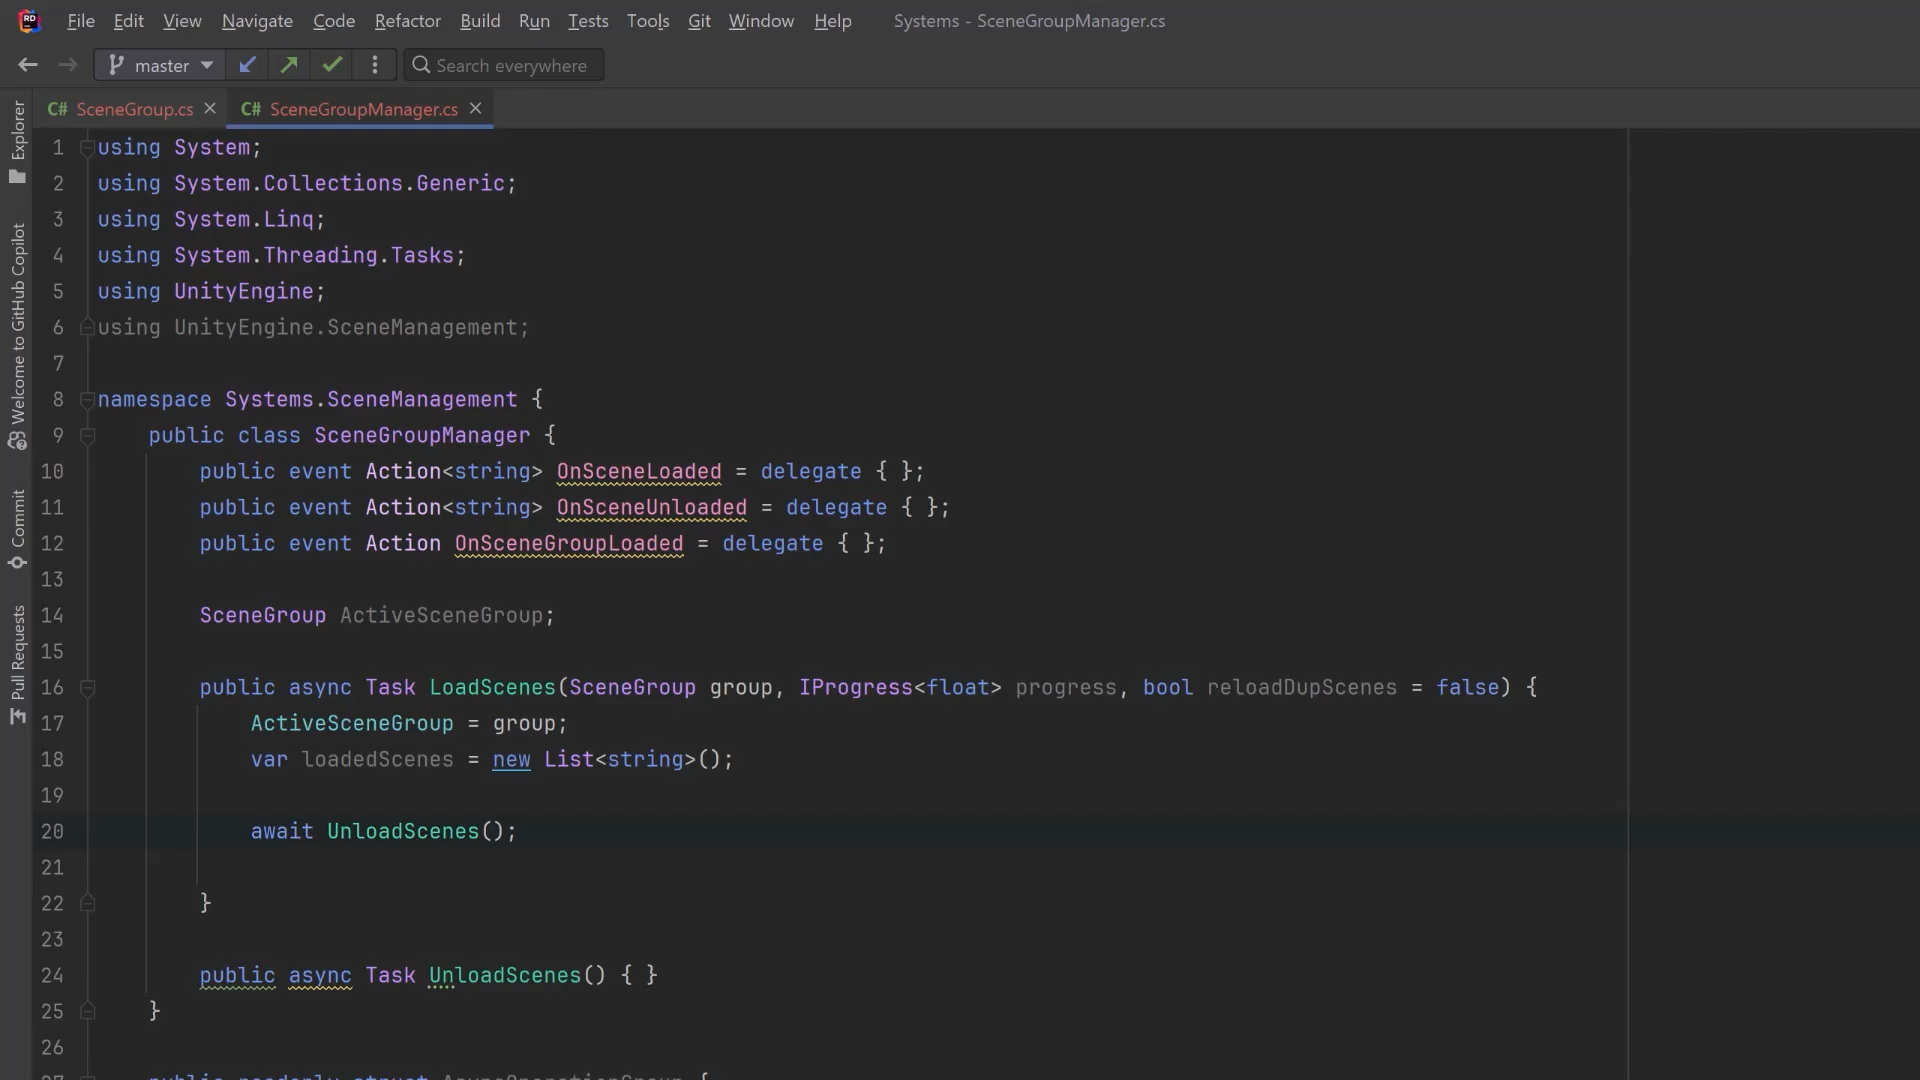 File Edit View Navigate Code Refactor Build Run Tests Tools Git Window Help Systems - SceneGroupManager.cs
master Search everywhere
C# SceneGroup.cs C# SceneGroupManager.cs
Explorer
Welcome to GitHub Copilot
Commit
Pull Requests
1 using System;
2 using System.Collections.Generic;
3 using System.Linq;
4 using System.Threading.Tasks;
5 using UnityEngine;
6 using UnityEngine.SceneManagement;
7
8 namespace Systems.SceneManagement {
9 public class SceneGroupManager {
10 public event Action<string> OnSceneLoaded = delegate { };
11 public event Action<string> OnSceneUnloaded = delegate { };
12 public event Action OnSceneGroupLoaded = delegate { };
13
14 SceneGroup ActiveSceneGroup;
15
16 public async Task LoadScenes(SceneGroup group, IProgress<float> progress, bool reloadDupScenes = false) {
17 ActiveSceneGroup = group;
18 var loadedScenes = new List<string>();
19
20 await UnloadScenes();
21
22 }
23
24 public async Task UnloadScenes() { }
25 }
26
27 public readonly struct AsyncOperationGroup {